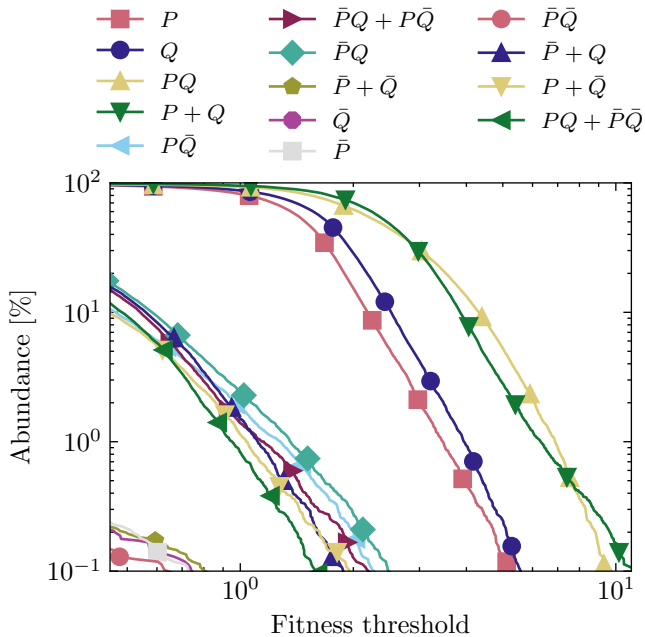 P P̄Q + PQ̄ P̄Q̄
Q P̄Q P̄ + Q
PQ P̄ + Q̄ P + Q̄
P + Q Q̄ PQ + P̄Q̄
PQ̄ P̄
10²
10¹
10⁰
10⁻¹
Abundance [%]
10⁰ 10¹
Fitness threshold